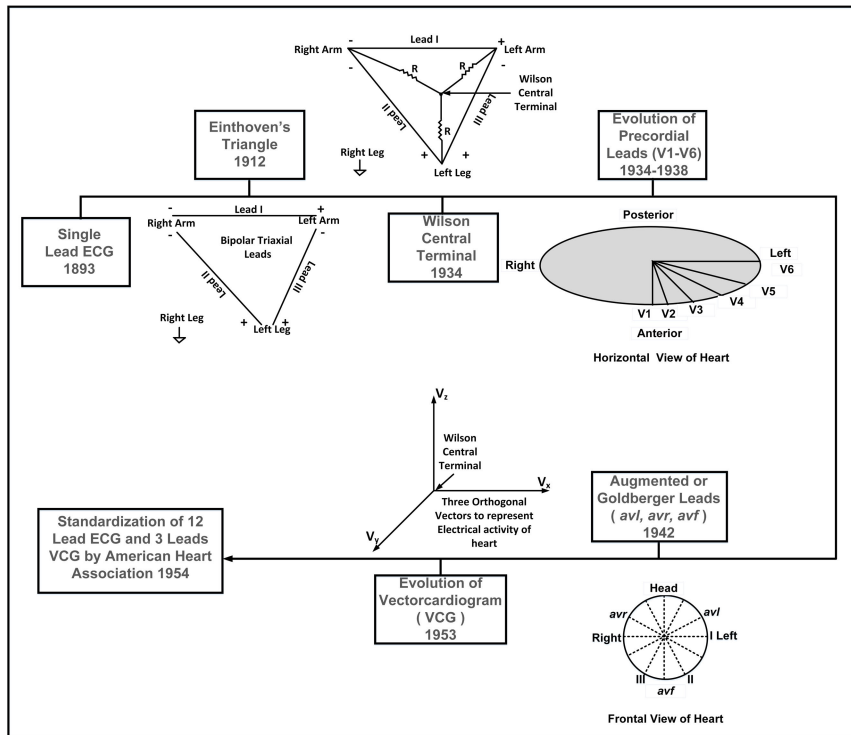 - Lead I +
Right Arm Left Arm
- -
R R
Wilson
Central
Terminal
Lead II
Lead III
R
Right Leg
+ +
Left Leg
Einthoven's
Triangle
1912
Evolution of
Precordial
Leads (V1-V6)
1934-1938
Single
Lead ECG
1893
- Lead I +
Right Arm Left Arm
- -
Bipolar Triaxial
Leads
Lead II
Lead III
Right Leg
+ Left Leg +
Wilson
Central
Terminal
1934
Posterior
Right
Left
V6
V5
V4
V3
V2
V1
Anterior
Horizontal View of Heart
Vz
Wilson
Central
Terminal
Vx
Three Orthogonal
Vectors to represent
Electrical activity of
heart
Vy
Augmented or
Goldberger Leads
( avl, avr, avf )
1942
Standardization of 12
Lead ECG and 3 Leads
VCG by American Heart
Association 1954
Evolution of
Vectorcardiogram
( VCG )
1953
Head
avr avl
Right I Left
III II
avf
Frontal View of Heart